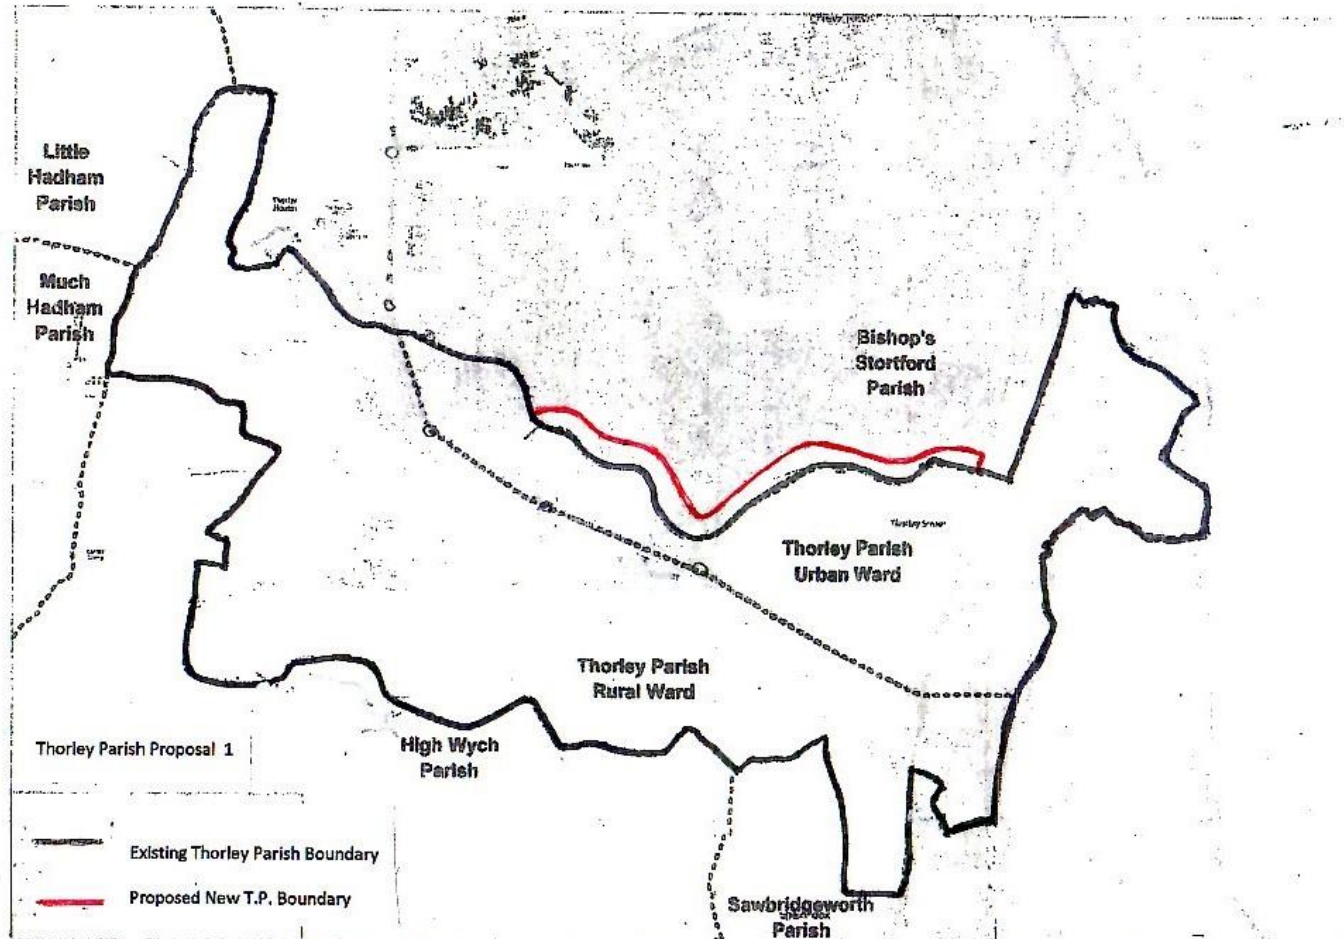 Little
Hadham
Parish
Much
Hadham
Parish
Bishop's
Stortford
Parish
Thorley Parish
Urban Ward
Thorley Parish
Rural Ward
High Wych
Parish
Sawbridgeworth
Parish
Thorley Parish Proposal 1
Existing Thorley Parish Boundary
Proposed New T.P. Boundary